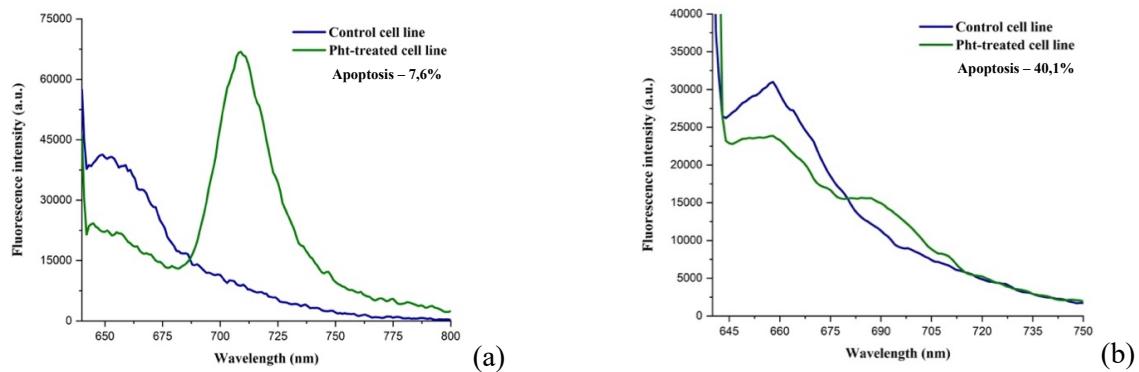 75000
60000
45000
30000
15000
0
Fluorescence intensity (a.u.)
Control cell line
Pht-treated cell line
Apoptosis – 7,6%
650 675 700 725 750 775 800
Wavelength (nm)
(a)
40000
35000
30000
25000
20000
15000
10000
5000
0
Fluorescence intensity (a.u.)
Control cell line
Pht-treated cell line
Apoptosis – 40,1%
645 660 675 690 705 720 735 750
Wavelength (nm)
(b)